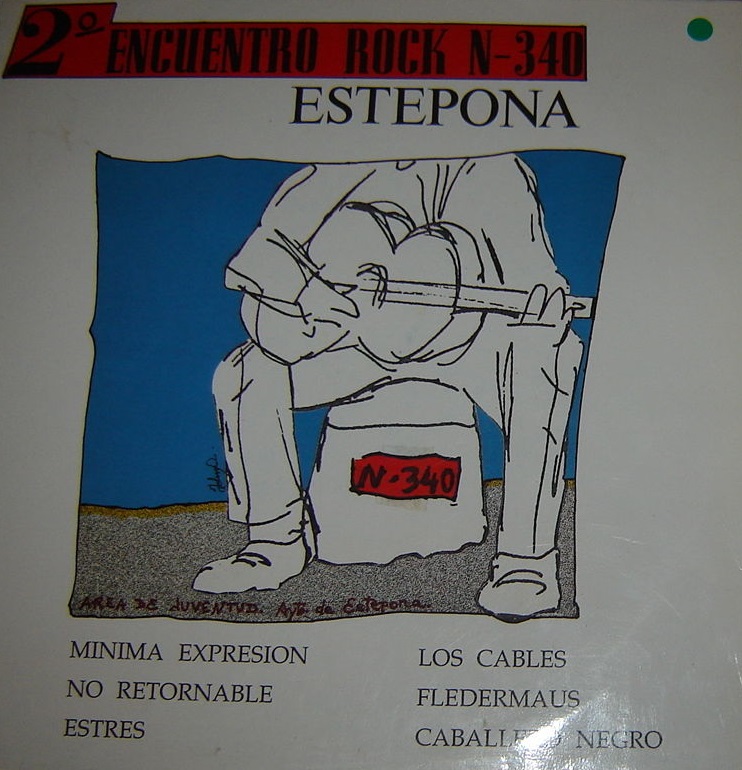 2º ENCUENTRO ROCK N-340
ESTEPONA
N-340
AREA DE JUVENTUD. Ayto. de Estepona.
MINIMA EXPRESION
NO RETORNABLE
ESTRES
LOS CABLES
FLEDERMAUS
CABALLERO NEGRO